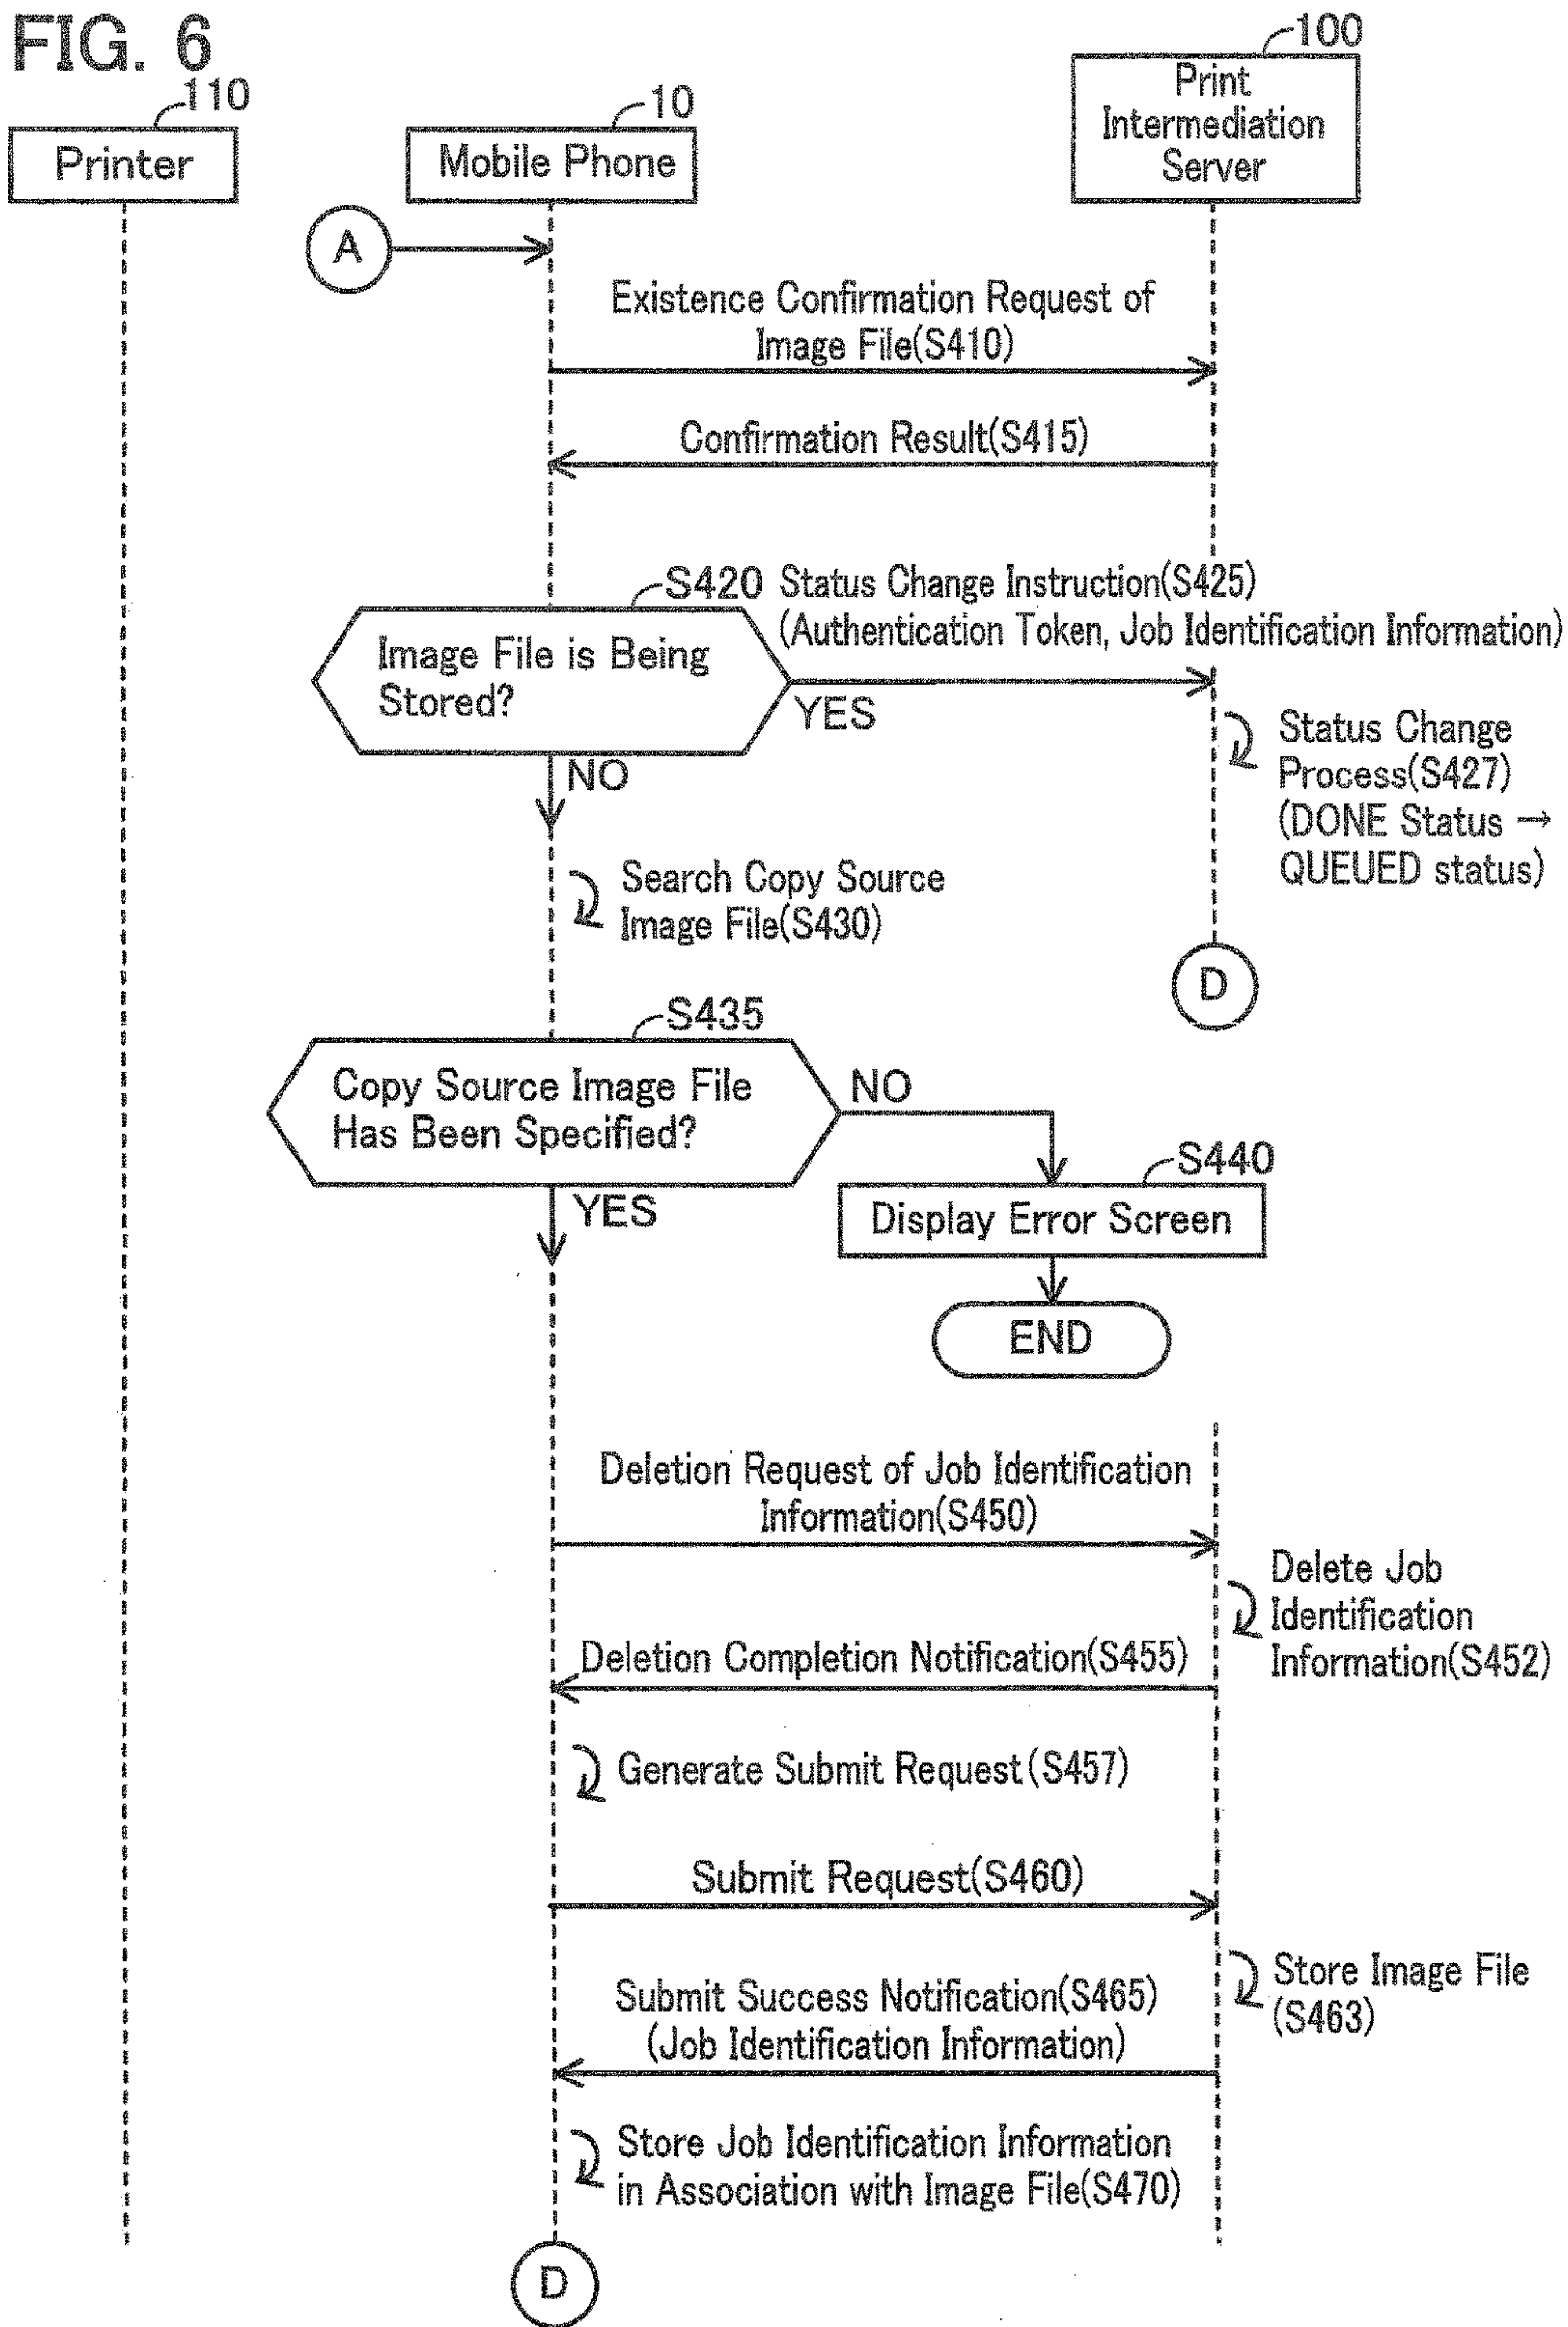 FIG. 6
110
Printer
10
Mobile Phone
100
Print
Intermediation
Server
A
Existence Confirmation Request of
Image File(S410)
Confirmation Result(S415)
S420
Status Change Instruction(S425)
(Authentication Token, Job Identification Information)
Image File is Being
Stored?
YES
NO
Status Change
Process(S427)
(DONE Status →
QUEUED status)
Search Copy Source
Image File(S430)
D
S435
Copy Source Image File
Has Been Specified?
NO
YES
S440
Display Error Screen
END
Deletion Request of Job Identification
Information(S450)
Delete Job
Identification
Information(S452)
Deletion Completion Notification(S455)
Generate Submit Request(S457)
Submit Request(S460)
Store Image File
(S463)
Submit Success Notification(S465)
(Job Identification Information)
Store Job Identification Information
in Association with Image File(S470)
D